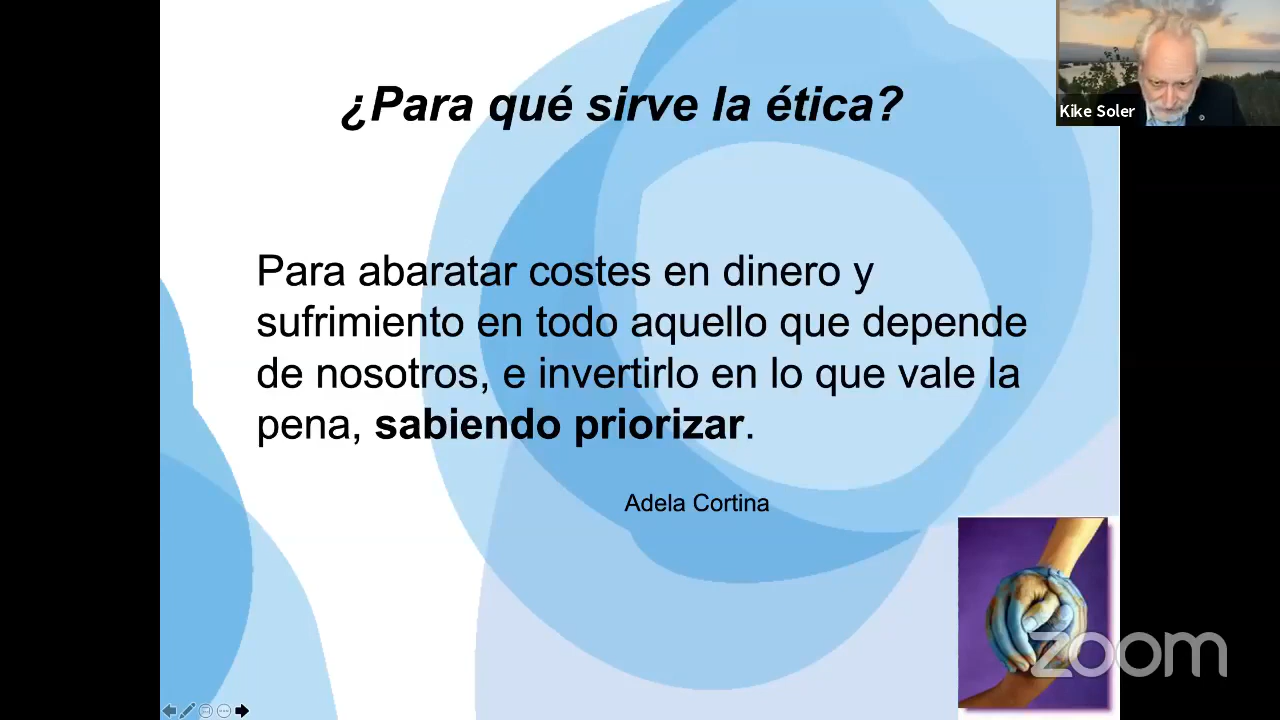 ¿Para qué sirve la ética?
Kike Soler
Para abaratar costes en dinero y
sufrimiento en todo aquello que depende
de nosotros, e invertirlo en lo que vale la
pena, sabiendo priorizar.
Adela Cortina
zoom